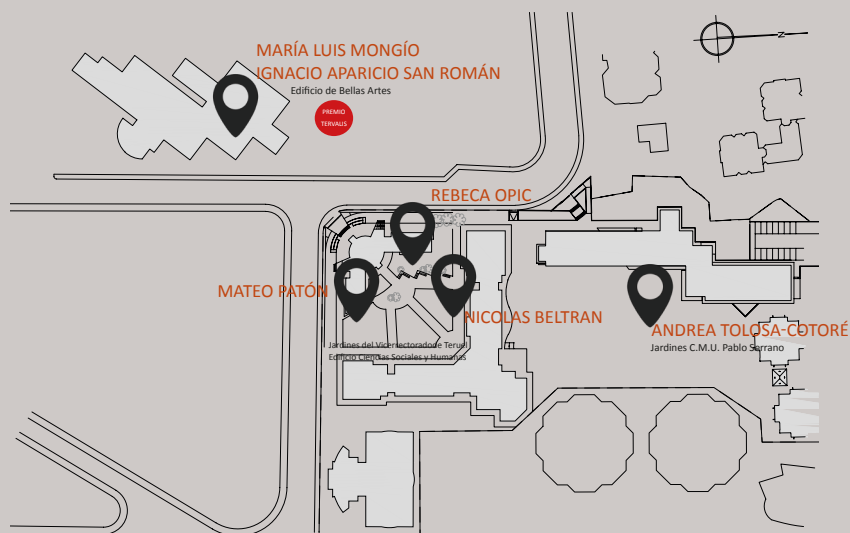 MARÍA LUIS MONGÍO
IGNACIO APARICIO SAN ROMÁN
Edificio de Bellas Artes
PREMIO
TERVALIS
N
REBECA OPIC
MATEO PATÓN
NICOLAS BELTRAN
Jardines del Vicerrectorado de Teruel
Edificio Ciencias Sociales y Humanas
ANDREA TOLOSA-COTORÉ
Jardines C.M.U. Pablo Serrano